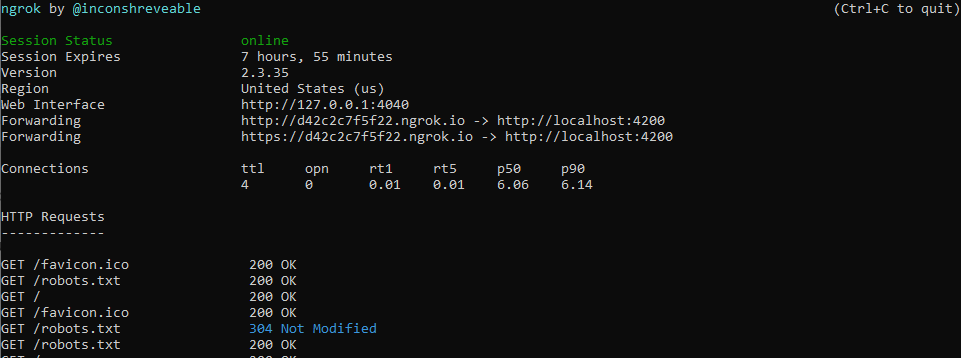 ngrok by @inconshreveable (Ctrl+C to quit)
Session Status online
Session Expires 7 hours, 55 minutes
Version 2.3.35
Region United States (us)
Web Interface http://127.0.0.1:4040
Forwarding http://d42c2c7f5f22.ngrok.io -> http://localhost:4200
Forwarding https://d42c2c7f5f22.ngrok.io -> http://localhost:4200
Connections ttl opn rt1 rt5 p50 p90
4 0 0.01 0.01 6.06 6.14
HTTP Requests
-------------
GET /favicon.ico 200 OK
GET /robots.txt 200 OK
GET / 200 OK
GET /favicon.ico 200 OK
GET /robots.txt 304 Not Modified
GET /robots.txt 200 OK
GET / 200 OK